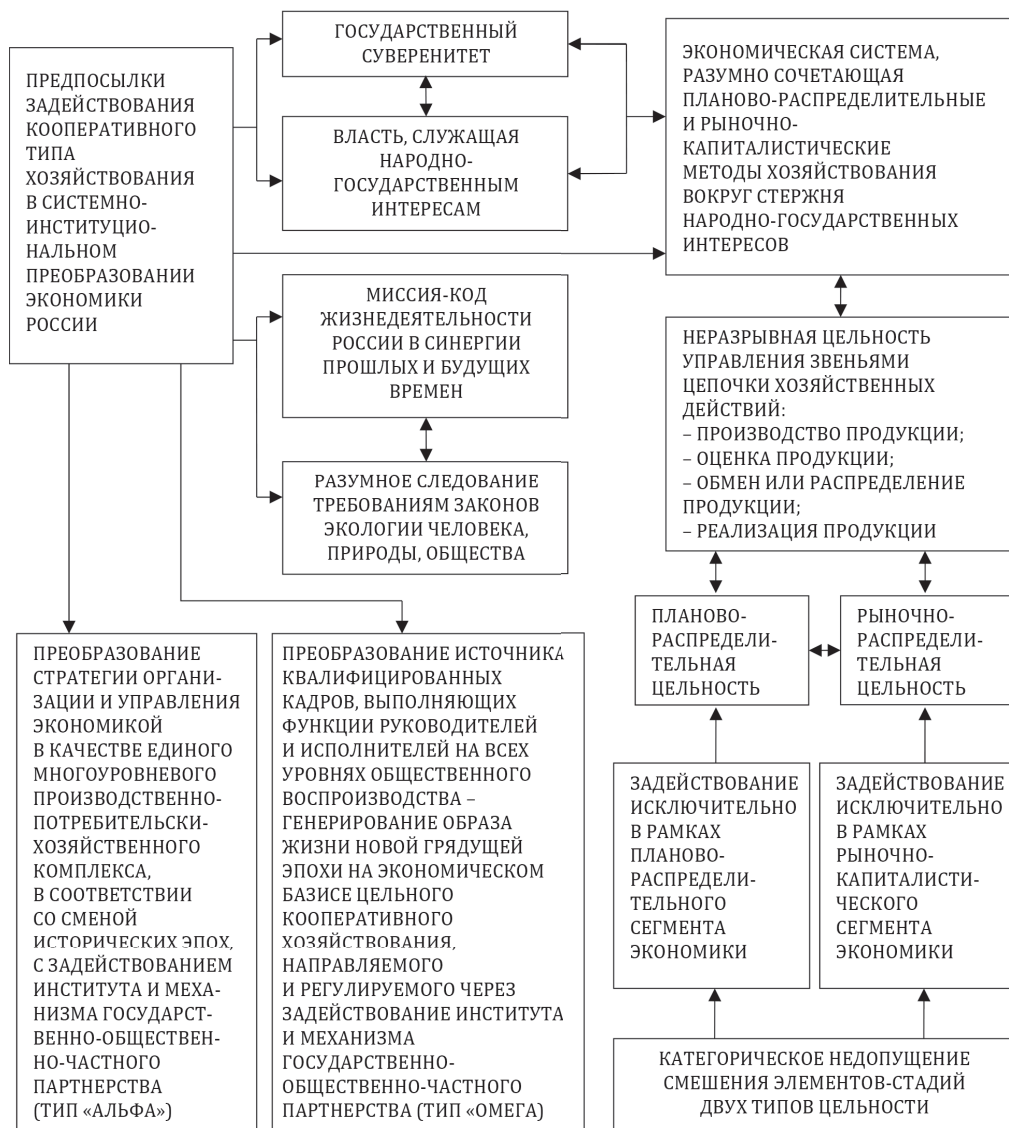 ПРЕДПОСЫЛКИ
ЗАДЕЙСТВОВАНИЯ
КООПЕРАТИВНОГО
ТИПА
ХОЗЯЙСТВОВАНИЯ
В СИСТЕМНО-
ИНСТИТУЦИО-
НАЛЬНОМ
ПРЕОБРАЗОВАНИИ
ЭКОНОМИКИ
РОССИИ
ГОСУДАРСТВЕННЫЙ
СУВЕРЕНИТЕТ
ВЛАСТЬ, СЛУЖАЩАЯ
НАРОДНО-
ГОСУДАРСТВЕННЫМ
ИНТЕРЕСАМ
ЭКОНОМИЧЕСКАЯ СИСТЕМА,
РАЗУМНО СОЧЕТАЮЩАЯ
ПЛАНОВО-РАСПРЕДЕЛИТЕЛЬНЫЕ
И РЫНОЧНО-
КАПИТАЛИСТИЧЕСКИЕ
МЕТОДЫ ХОЗЯЙСТВОВАНИЯ
ВОКРУГ СТЕРЖНЯ
НАРОДНО-ГОСУДАРСТВЕННЫХ
ИНТЕРЕСОВ
МИССИЯ-КОД
ЖИЗНЕДЕЯТЕЛЬНОСТИ
РОССИИ В СИНЕРГИИ
ПРОШЛЫХ И БУДУЩИХ
ВРЕМЕН
РАЗУМНОЕ СЛЕДОВАНИЕ
ТРЕБОВАНИЯМ ЗАКОНОВ
ЭКОЛОГИИ ЧЕЛОВЕКА,
ПРИРОДЫ, ОБЩЕСТВА
НЕРАЗРЫВНАЯ ЦЕЛЬНОСТЬ
УПРАВЛЕНИЯ ЗВЕНЬЯМИ
ЦЕПОЧКИ ХОЗЯЙСТВЕННЫХ
ДЕЙСТВИЙ:
– ПРОИЗВОДСТВО ПРОДУКЦИИ;
– ОЦЕНКА ПРОДУКЦИИ;
– ОБМЕН ИЛИ РАСПРЕДЕЛЕНИЕ
ПРОДУКЦИИ;
– РЕАЛИЗАЦИЯ ПРОДУКЦИИ
ПЛАНОВО-
РАСПРЕДЕЛИ-
ТЕЛЬНАЯ
ЦЕЛЬНОСТЬ
РЫНОЧНО-
РАСПРЕДЕЛИ-
ТЕЛЬНАЯ
ЦЕЛЬНОСТЬ
ПРЕОБРАЗОВАНИЕ
СТРАТЕГИИ ОРГАНИ-
ЗАЦИИ И УПРАВЛЕНИЯ
ЭКОНОМИКОЙ
В КАЧЕСТВЕ ЕДИНОГО
МНОГОУРОВНЕВОГО
ПРОИЗВОДСТВЕННО-
ПОТРЕБИТЕЛЬСКИ-
ХОЗЯЙСТВЕННОГО
КОМПЛЕКСА,
В СООТВЕТСТВИИ
СО СМЕНОЙ
ИСТОРИЧЕСКИХ ЭПОХ,
С ЗАДЕЙСТВОВАНИЕМ
ИНСТИТУТА И МЕХА-
НИЗМА ГОСУДАРСТ-
ВЕННО-ОБЩЕСТВЕН-
НО-ЧАСТНОГО
ПАРТНЕРСТВА
(ТИП «АЛЬФА»)
ПРЕОБРАЗОВАНИЕ ИСТОЧНИКА
КВАЛИФИЦИРОВАННЫХ
КАДРОВ, ВЫПОЛНЯЮЩИХ
ФУНКЦИИ РУКОВОДИТЕЛЕЙ
И ИСПОЛНИТЕЛЕЙ НА ВСЕХ
УРОВНЯХ ОБЩЕСТВЕННОГО
ВОСПРОИЗВОДСТВА –
ГЕНЕРИРОВАНИЕ ОБРАЗА
ЖИЗНИ НОВОЙ ГРЯДУЩЕЙ
ЭПОХИ НА ЭКОНОМИЧЕСКОМ
БАЗИСЕ ЦЕЛЬНОГО
КООПЕРАТИВНОГО
ХОЗЯЙСТВОВАНИЯ,
НАПРАВЛЯЕМОГО
И РЕГУЛИРУЕМОГО ЧЕРЕЗ
ЗАДЕЙСТВОВАНИЕ ИНСТИТУТА
И МЕХАНИЗМА
ГОСУДАРСТВЕННО-
ОБЩЕСТВЕННО-ЧАСТНОГО
ПАРТНЕРСТВА (ТИП «ОМЕГА)
ЗАДЕЙСТВОВАНИЕ
ИСКЛЮЧИТЕЛЬНО
В РАМКАХ
ПЛАНОВО-
РАСПРЕДЕЛИ-
ТЕЛЬНОГО
СЕГМЕНТА
ЭКОНОМИКИ
ЗАДЕЙСТВОВАНИЕ
ИСКЛЮЧИТЕЛЬНО
В РАМКАХ
РЫНОЧНО-
КАПИТАЛИСТИ-
ЧЕСКОГО
СЕГМЕНТА
ЭКОНОМИКИ
КАТЕГОРИЧЕСКОЕ НЕДОПУЩЕНИЕ
СМЕШЕНИЯ ЭЛЕМЕНТОВ-СТАДИЙ
ДВУХ ТИПОВ ЦЕЛЬНОСТИ